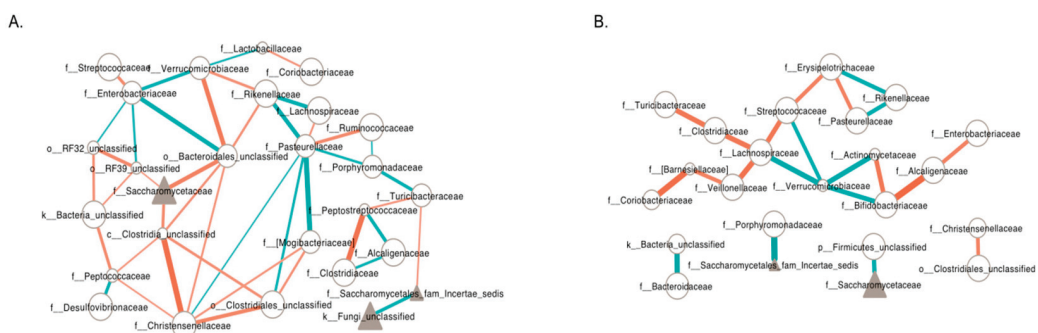 A.
B.
f__Lactobacillaceae
f__Streptococcaceae
f__Verrucomicrobiaceae
f__Coriobacteriaceae
f__Enterobacteriaceae
f__Rikenellaceae
f__Lachnospiraceae
f__Ruminococcaceae
o__RF32_unclassified
f__Pasteurellaceae
o__Bacteroidales_unclassified
o__RF39_unclassified
f__Porphyromonadaceae
f__Saccharomycetaceae
f__Turicibacteraceae
k__Bacteria_unclassified
f__Peptostreptococcaceae
c__Clostridia_unclassified
f__[Mogibacteriaceae]
f__Alcaligenaceae
f__Peptococcaceae
f__Clostridiaceae
f__Saccharomycetales_fam_Incertae_sedis
f__Desulfovibrionaceae
o__Clostridiales_unclassified
k__Fungi_unclassified
f__Christensenellaceae
f__Erysipelotrichaceae
f__Turicibacteraceae
f__Rikenellaceae
f__Streptococcaceae
f__Pasteurellaceae
f__Clostridiaceae
f__Enterobacteriaceae
f__Lachnospiraceae
f__Actinomycetaceae
f__[Barnesiellaceae]
f__Alcaligenaceae
f__Veillonellaceae
f__Verrucomicrobiaceae
f__Coriobacteriaceae
f__Bifidobacteriaceae
f__Porphyromonadaceae
f__Christensenellaceae
k__Bacteria_unclassified
p__Firmicutes_unclassified
f__Saccharomycetales_fam_Incertae_sedis
o__Clostridiales_unclassified
f__Bacteroidaceae
f__Saccharomycetaceae